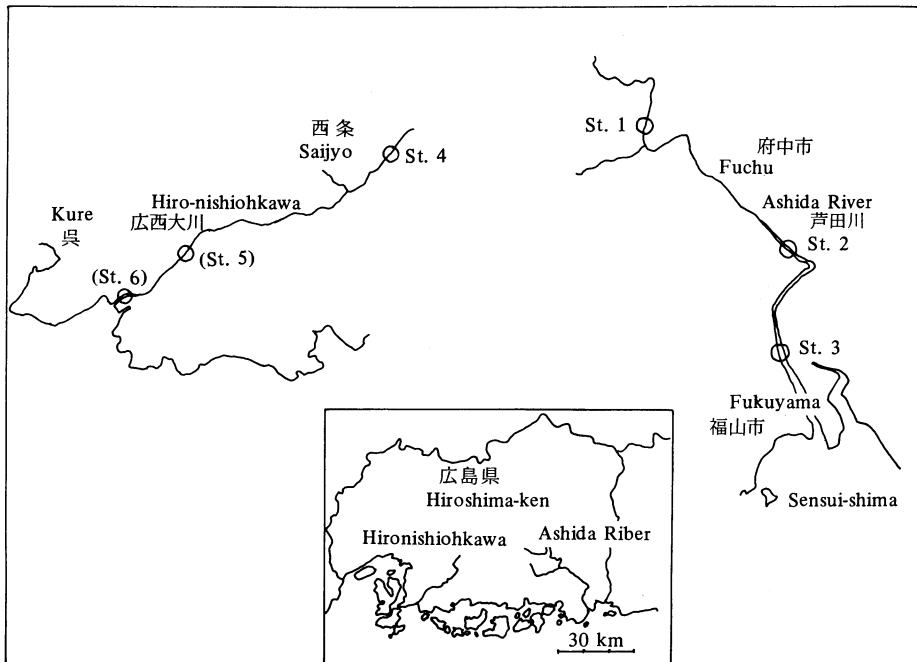 西条
Saijyo
St. 4
Hiro-nishiohkawa
広西大川
Kure
呉
(St. 5)
(St. 6)
St. 1
府中市
Fuchu
Ashida River
芦田川
St. 2
St. 3
Fukuyama
福山市
Sensui-shima
広島県
Hiroshima-ken
Hironishiohkawa
Ashida Riber
30 km